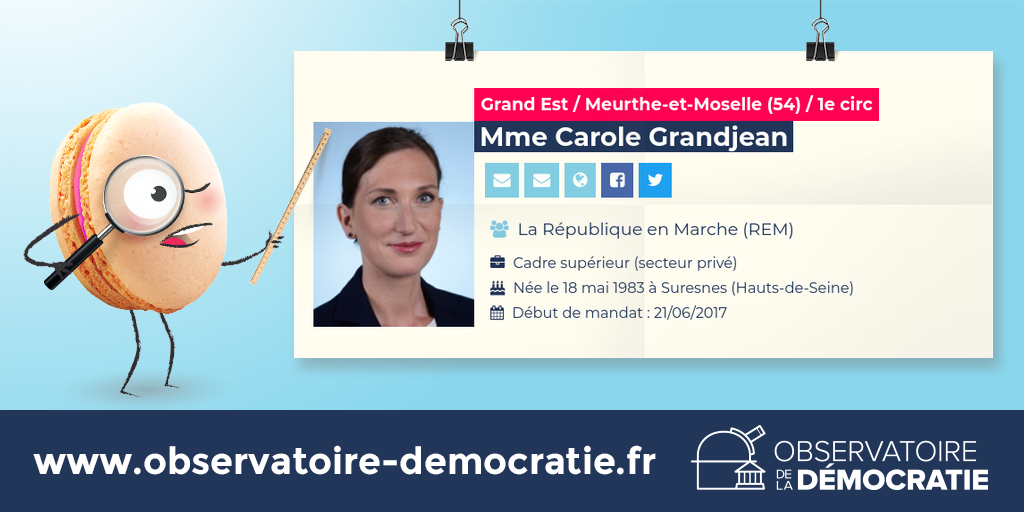 Grand Est / Meurthe-et-Moselle (54) / 1e circ
Mme Carole Grandjean
La République en Marche (REM)
Cadre supérieur (secteur privé)
Née le 18 mai 1983 à Suresnes (Hauts-de-Seine)
Début de mandat : 21/06/2017
www.observatoire-democratie.fr
OBSERVATOIRE
DE LA DÉMOCRATIE